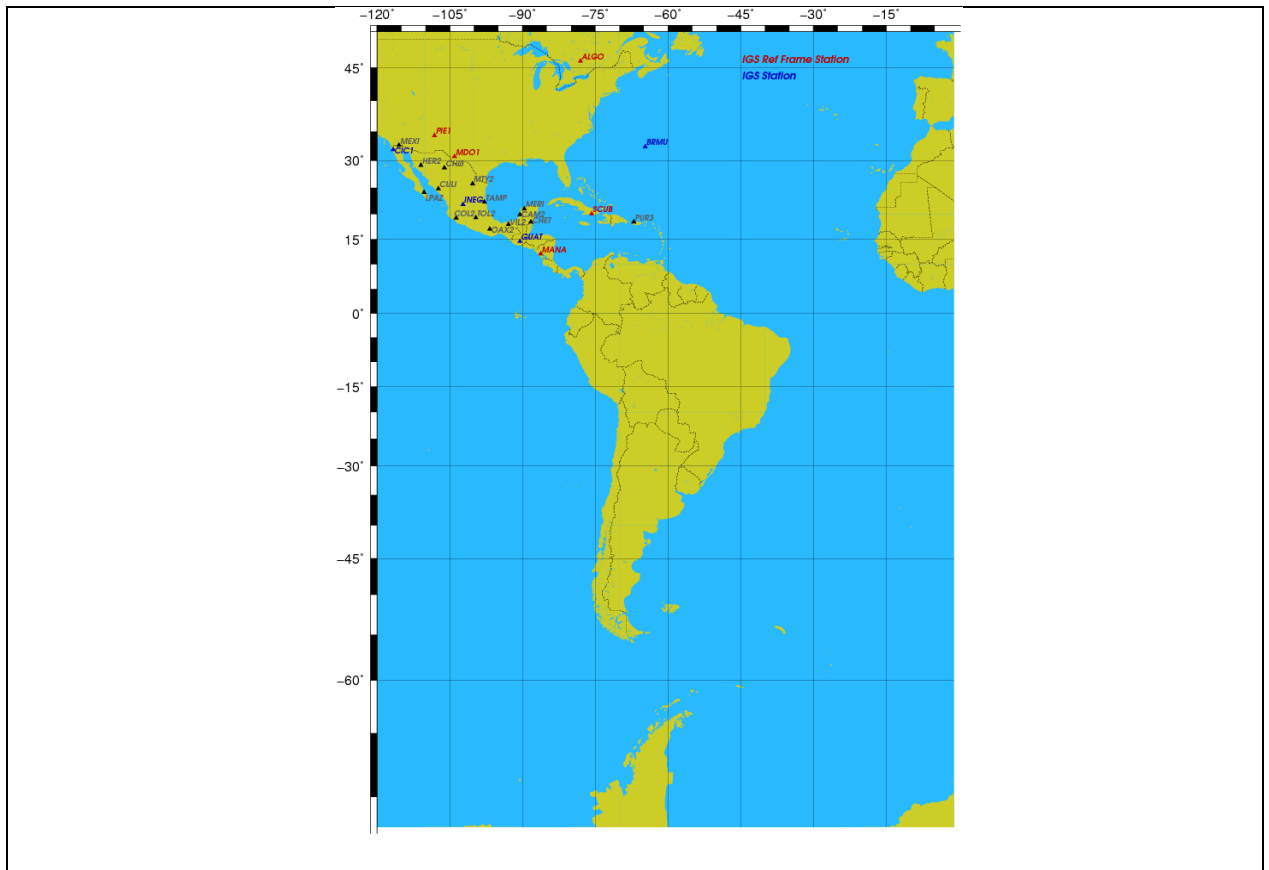 −120° −105° −90° −75° −60° −45° −30° −15°
ALGO
IGS Ref Frame Station
45°
IGS Station
PIE1
MEXI
BRMU
CIC1
MDO1
30°
HER2
CHI3
MTY2
CULI
LPAZ
INEG
TAMP
MERI
SCUB
COL2
TOL2
CAM2
PUR3
VIL2
CHET
OAX2
GUAT
15°
MANA
0°
−15°
−30°
−45°
−60°